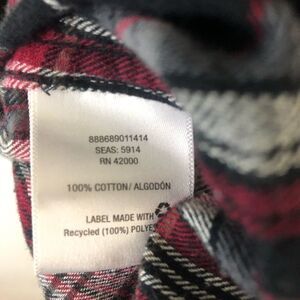 888689011414
SEAS: 5914
RN 42000
100% COTTON/ ALGODÓN
LABEL MADE WITH
Recycled (100%) POLYE